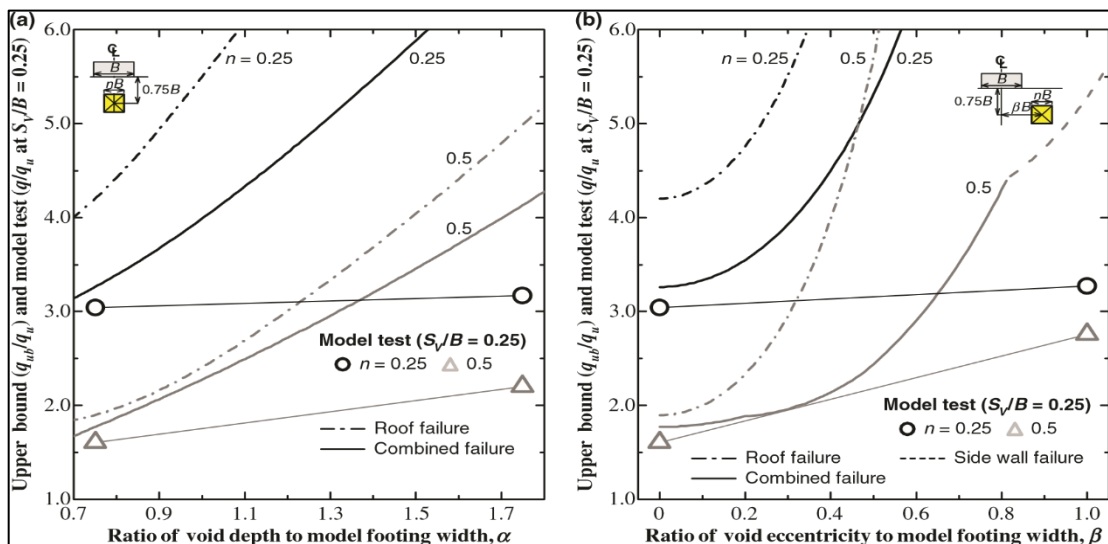 (a)
Upper bound (q_ub/q_u) and model test (q/q_u at S_V/B = 0.25)
6.0
5.0
4.0
3.0
2.0
1.0
℄
B
nB
0.75B
n = 0.25
0.25
0.5
0.5
Model test (S_V/B = 0.25)
n = 0.25 0.5
Roof failure
Combined failure
0.7 0.9 1.1 1.3 1.5 1.7
Ratio of void depth to model footing width, α
(b)
Upper bound (q_ub/q_u) and model test (q/q_u at S_V/B = 0.25)
6.0
5.0
4.0
3.0
2.0
1.0
n = 0.25
0.5
0.25
℄
B
0.75B
nB
βB
0.5
Model test (S_V/B = 0.25)
n = 0.25 0.5
Roof failure Side wall failure
Combined failure
0 0.2 0.4 0.6 0.8 1.0
Ratio of void eccentricity to model footing width, β